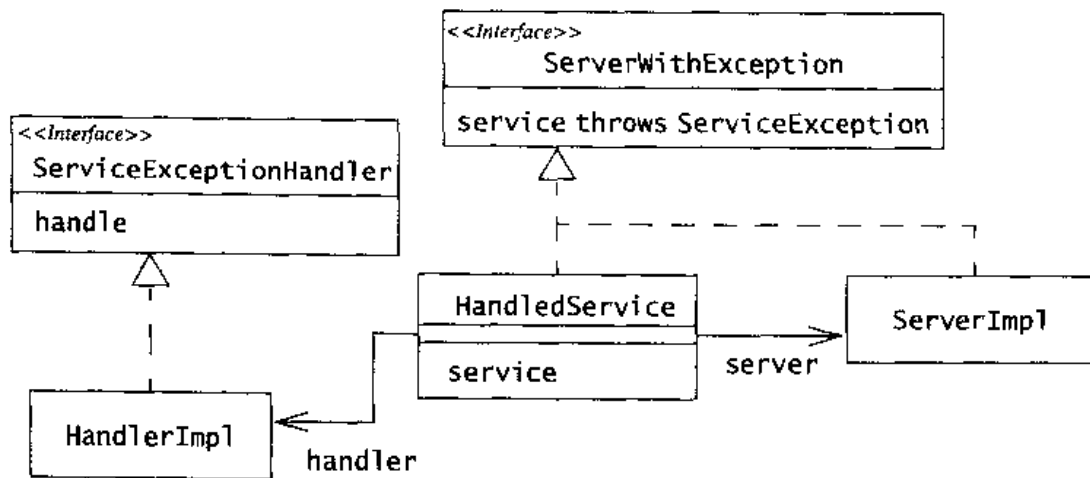 <<Interface>>
ServerWithException
service throws ServiceException
<<Interface>>
ServiceExceptionHandler
handle
HandledService
service
server
ServerImpl
HandlerImpl
handler